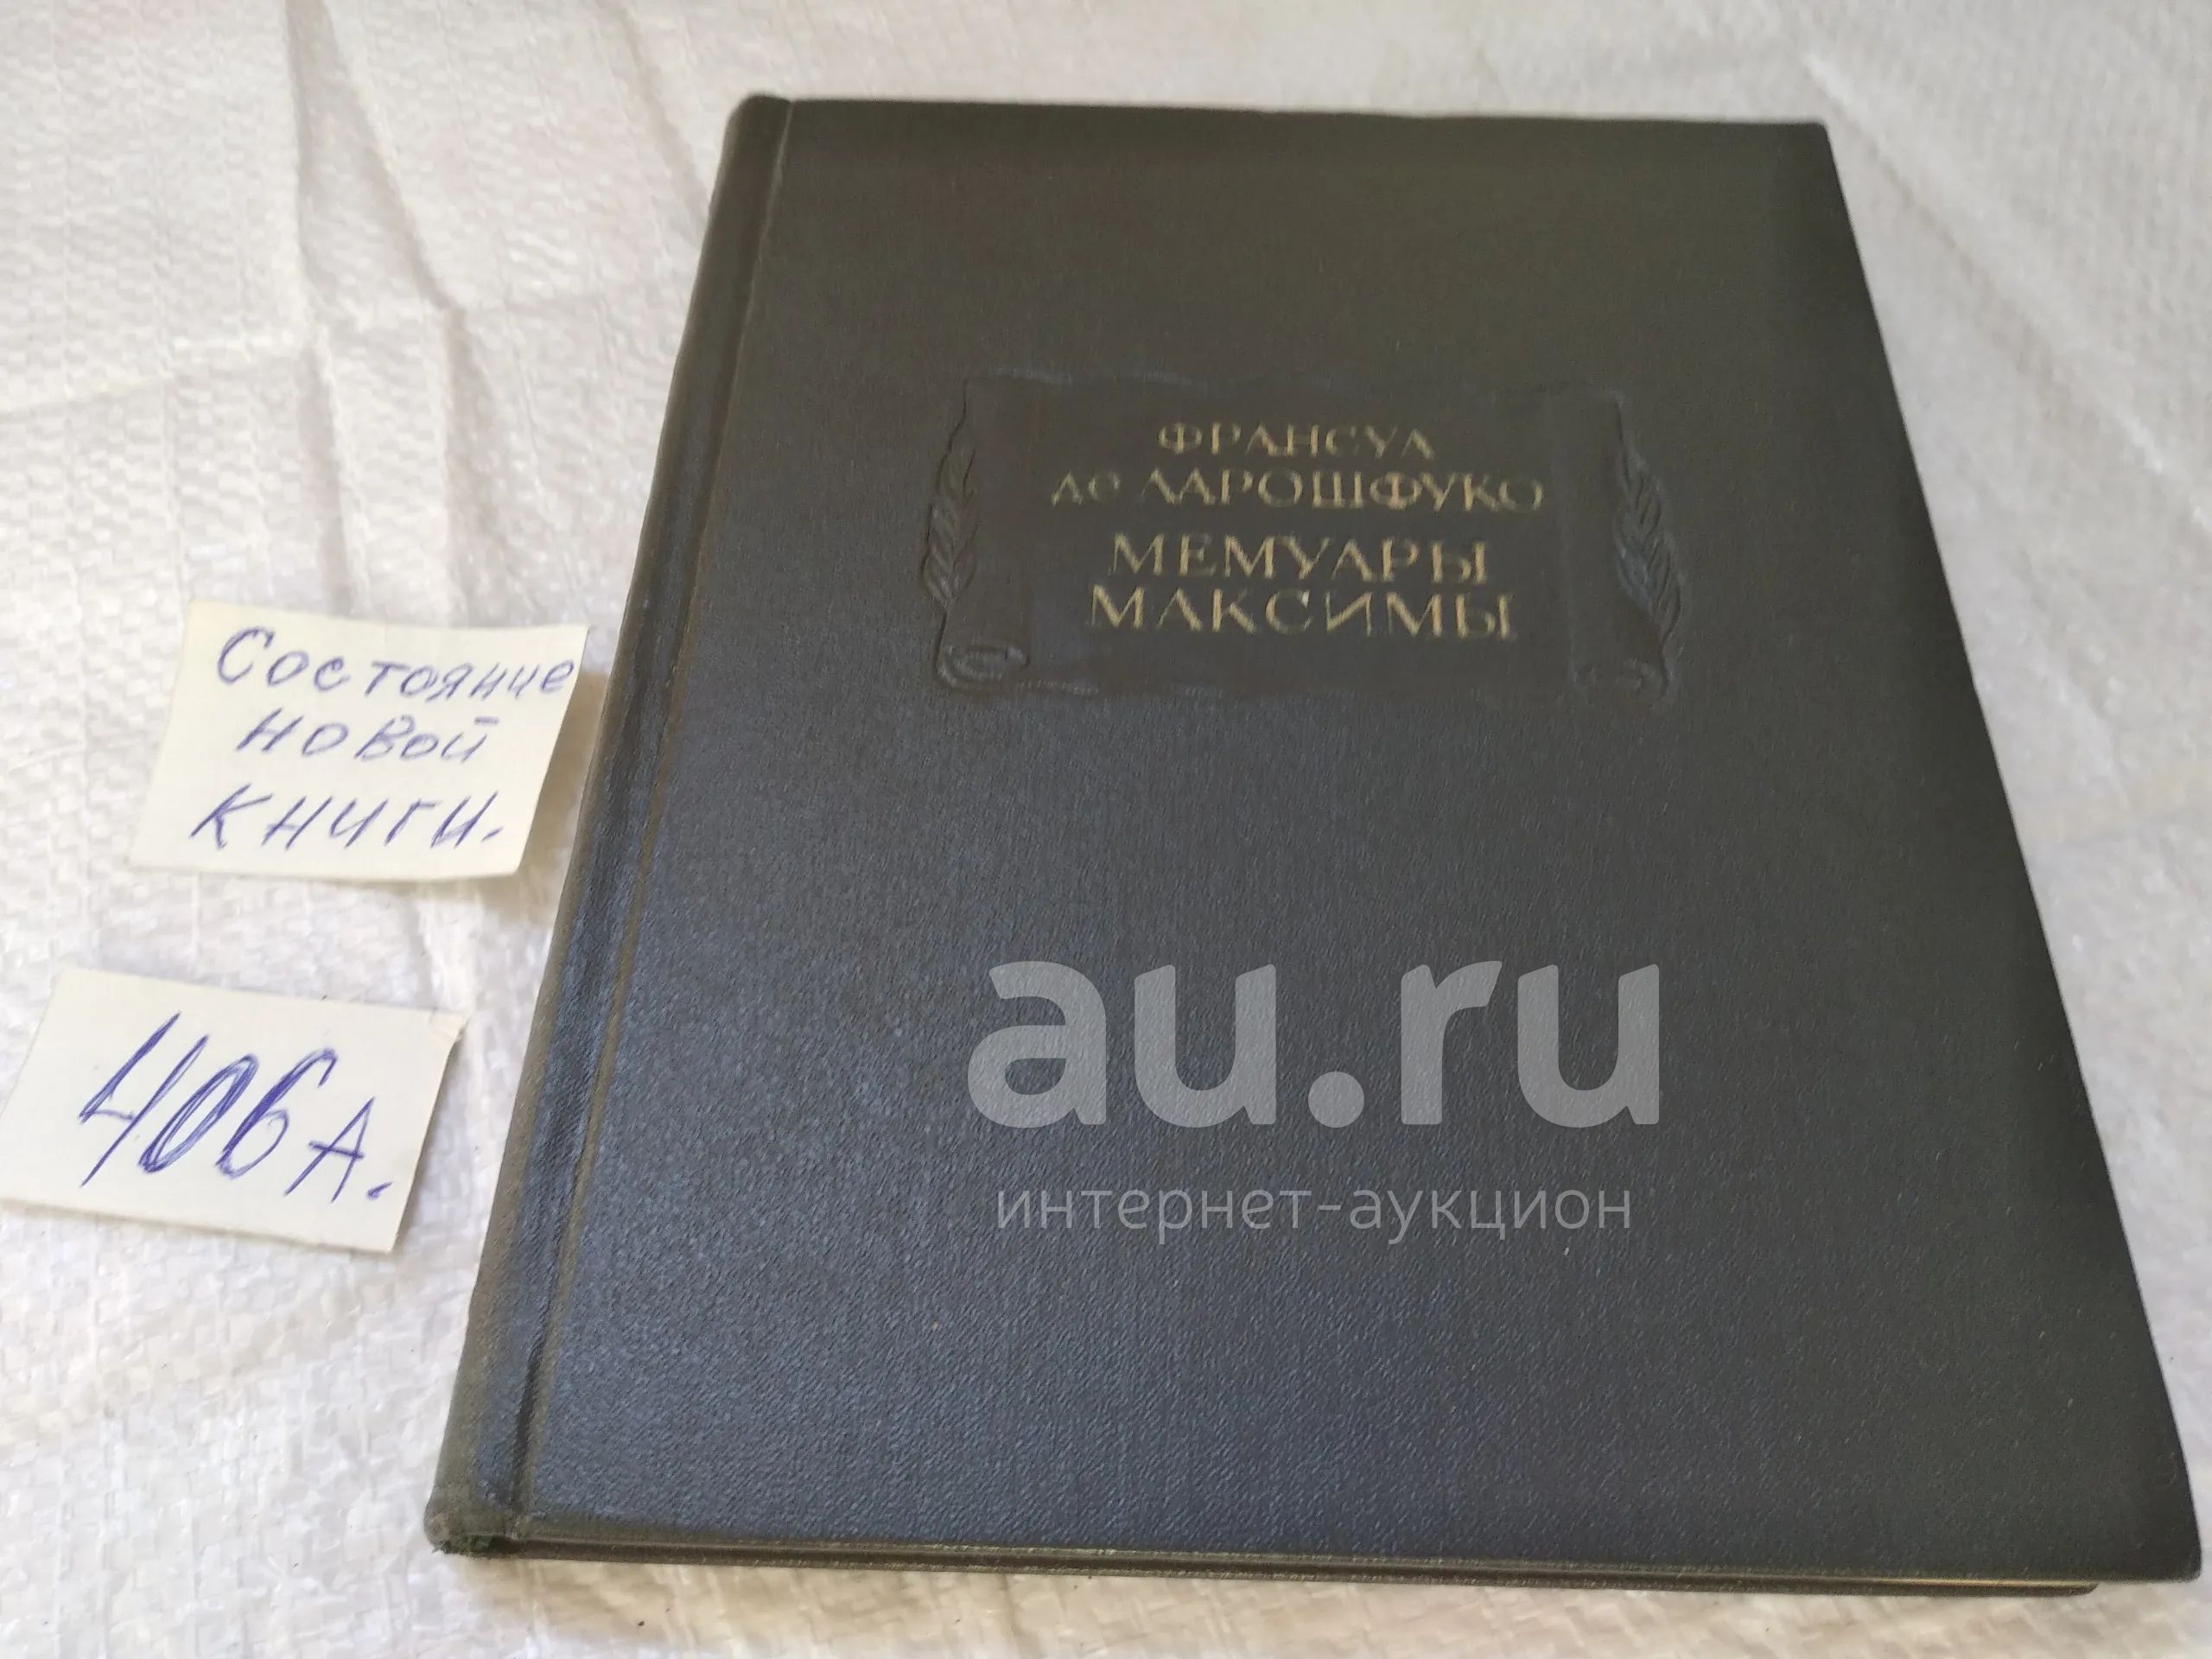 ФРАНСУА
де ЛАРОШФУКО
МЕМУАРЫ
МАКСИМЫ
Состояние
новой
книги.
406А.
au.ru
интернет-аукцион